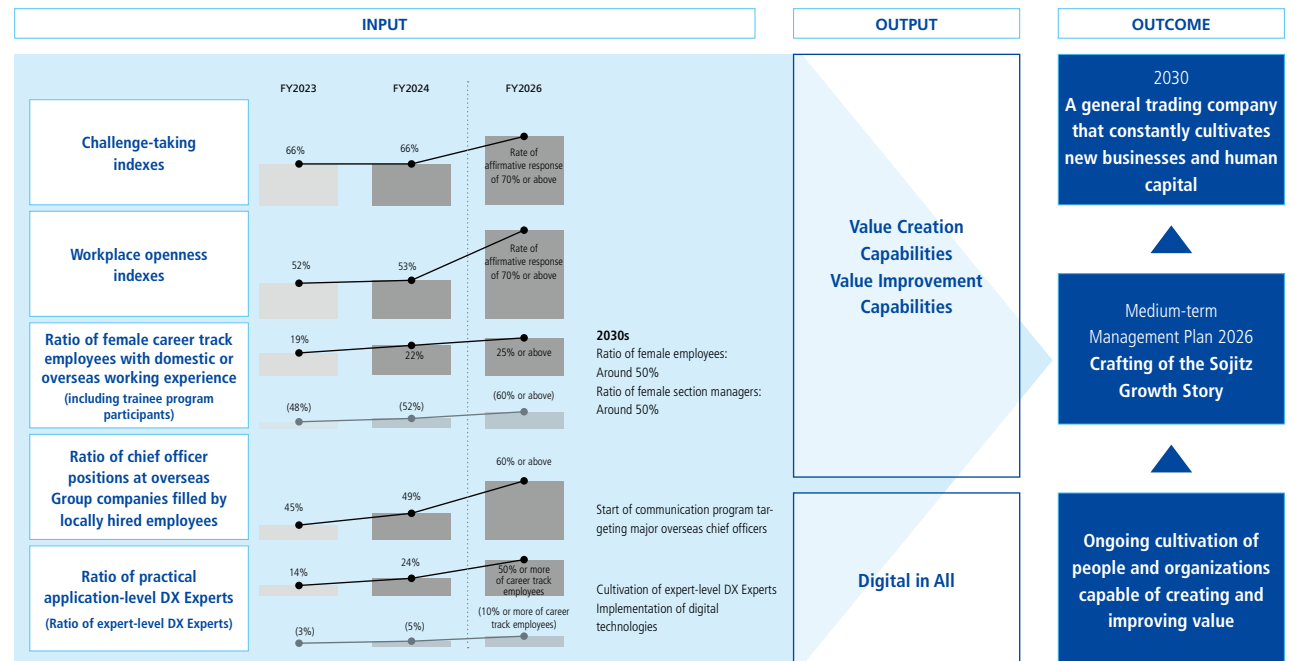 INPUT
OUTPUT
OUTCOME
FY2023
FY2024
FY2026
Challenge-taking
indexes
66%
66%
Rate of
affirmative response
of 70% or above
Workplace openness
indexes
52%
53%
Rate of
affirmative response
of 70% or above
Ratio of female career track
employees with domestic or
overseas working experience
(including trainee program
participants)
19%
22%
25% or above
(48%)
(52%)
(60% or above)
2030s
Ratio of female employees:
Around 50%
Ratio of female section managers:
Around 50%
Ratio of chief officer
positions at overseas
Group companies filled by
locally hired employees
45%
49%
60% or above
Start of communication program tar-
geting major overseas chief officers
Ratio of practical
application-level DX Experts
(Ratio of expert-level DX Experts)
14%
24%
50% or more
of career track
employees
(3%)
(5%)
(10% or more of career
track employees)
Cultivation of expert-level DX Experts
Implementation of digital
technologies
Value Creation
Capabilities
Value Improvement
Capabilities
Digital in All
2030
A general trading company
that constantly cultivates
new businesses and human
capital
Medium-term
Management Plan 2026
Crafting of the Sojitz
Growth Story
Ongoing cultivation of
people and organizations
capable of creating and
improving value